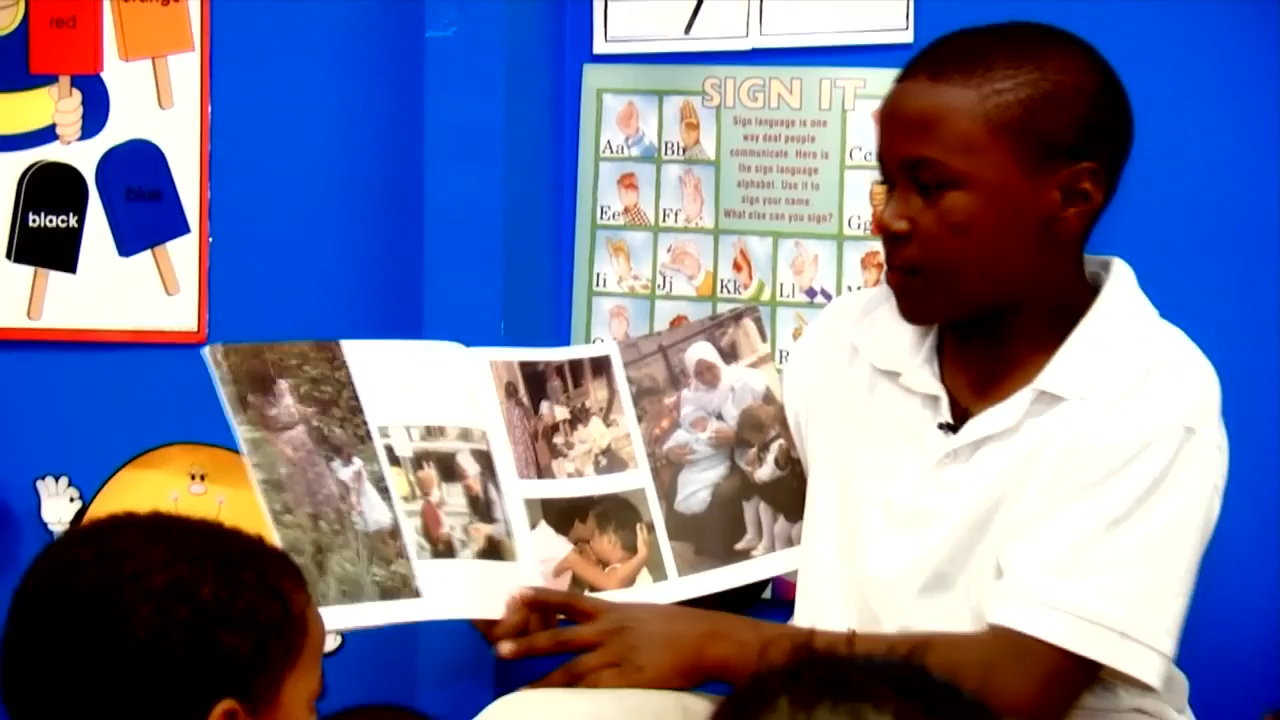 red
orange
black
blue
SIGN IT
Sign language is one
way deaf people
communicate. Here is
the sign language
alphabet. Use it to
sign your name.
What else can you sign?
Aa
Bb
Cc
Ee
Ff
Gg
Ii
Jj
Kk
Ll
M
R